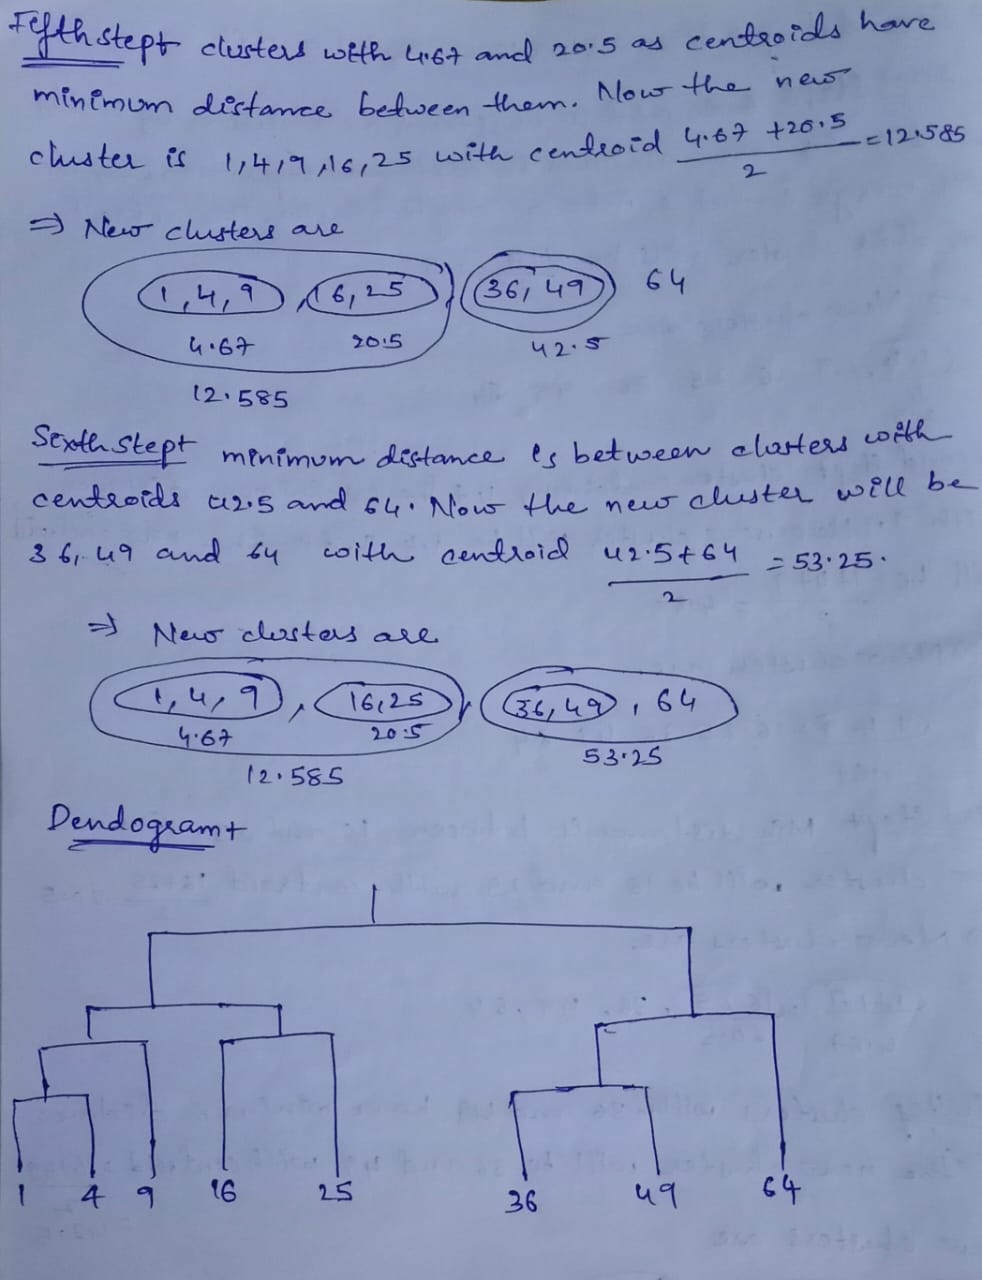 Fifth step+ clusters with 4.67 and 20.5 as centroids have
minimum distance between them. Now the new
cluster is 1,4,9,16,25 with centroid 4.67 +20.5 / 2 = 12.585
⇒ New clusters are
1,4,9 , 16,25 , 36,49 64
4.67 20.5 42.5
12.585
Sixth step+ minimum distance is between clusters with
centroids 42.5 and 64. Now the new cluster will be
36, 49 and 64 with centroid 42.5+64 / 2 = 53.25.
⇒ New clusters are
1,4,9 , 16,25 , 36,49 , 64
4.67 20.5 53.25
12.585
Dendogram+
1 4 9 16 25 36 49 64